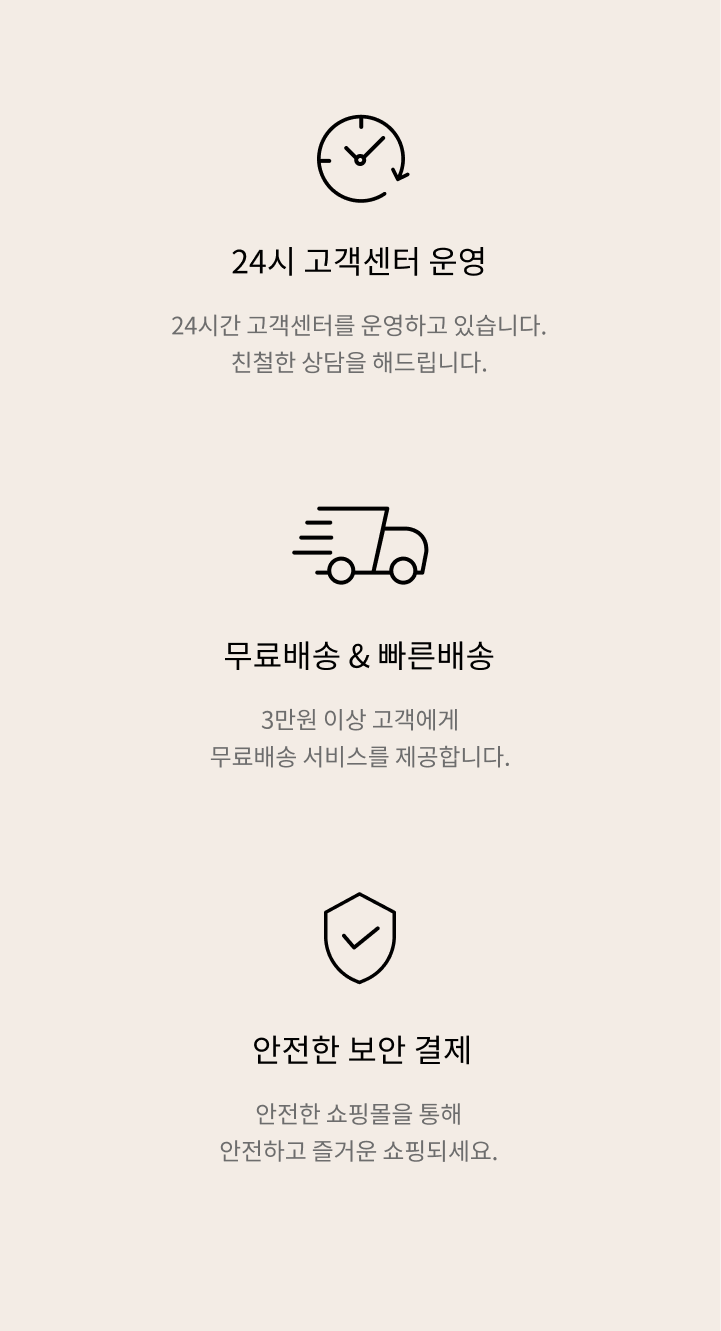 24시 고객센터 운영
24시간 고객센터를 운영하고 있습니다.
친철한 상담을 해드립니다.
무료배송 & 빠른배송
3만원 이상 고객에게
무료배송 서비스를 제공합니다.
안전한 보안 결제
안전한 쇼핑몰을 통해
안전하고 즐거운 쇼핑되세요.